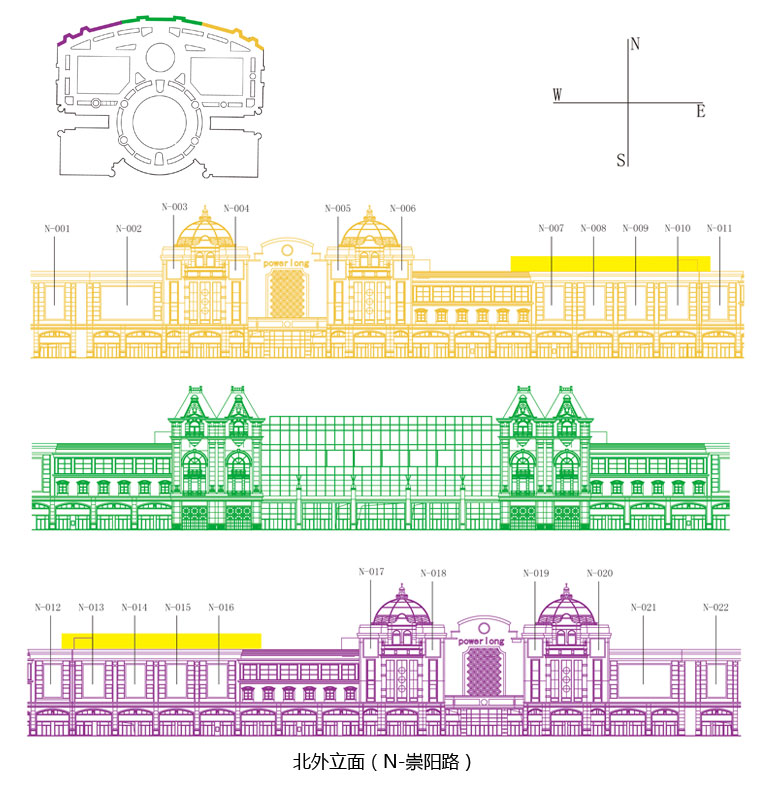 N
W
E
S
N-001
N-002
N-003
N-004
N-005
N-006
N-007
N-008
N-009
N-010
N-011
powerlong
N-012
N-013
N-014
N-015
N-016
N-017
N-018
N-019
N-020
N-021
N-022
powerlong
北外立面（N-崇阳路）